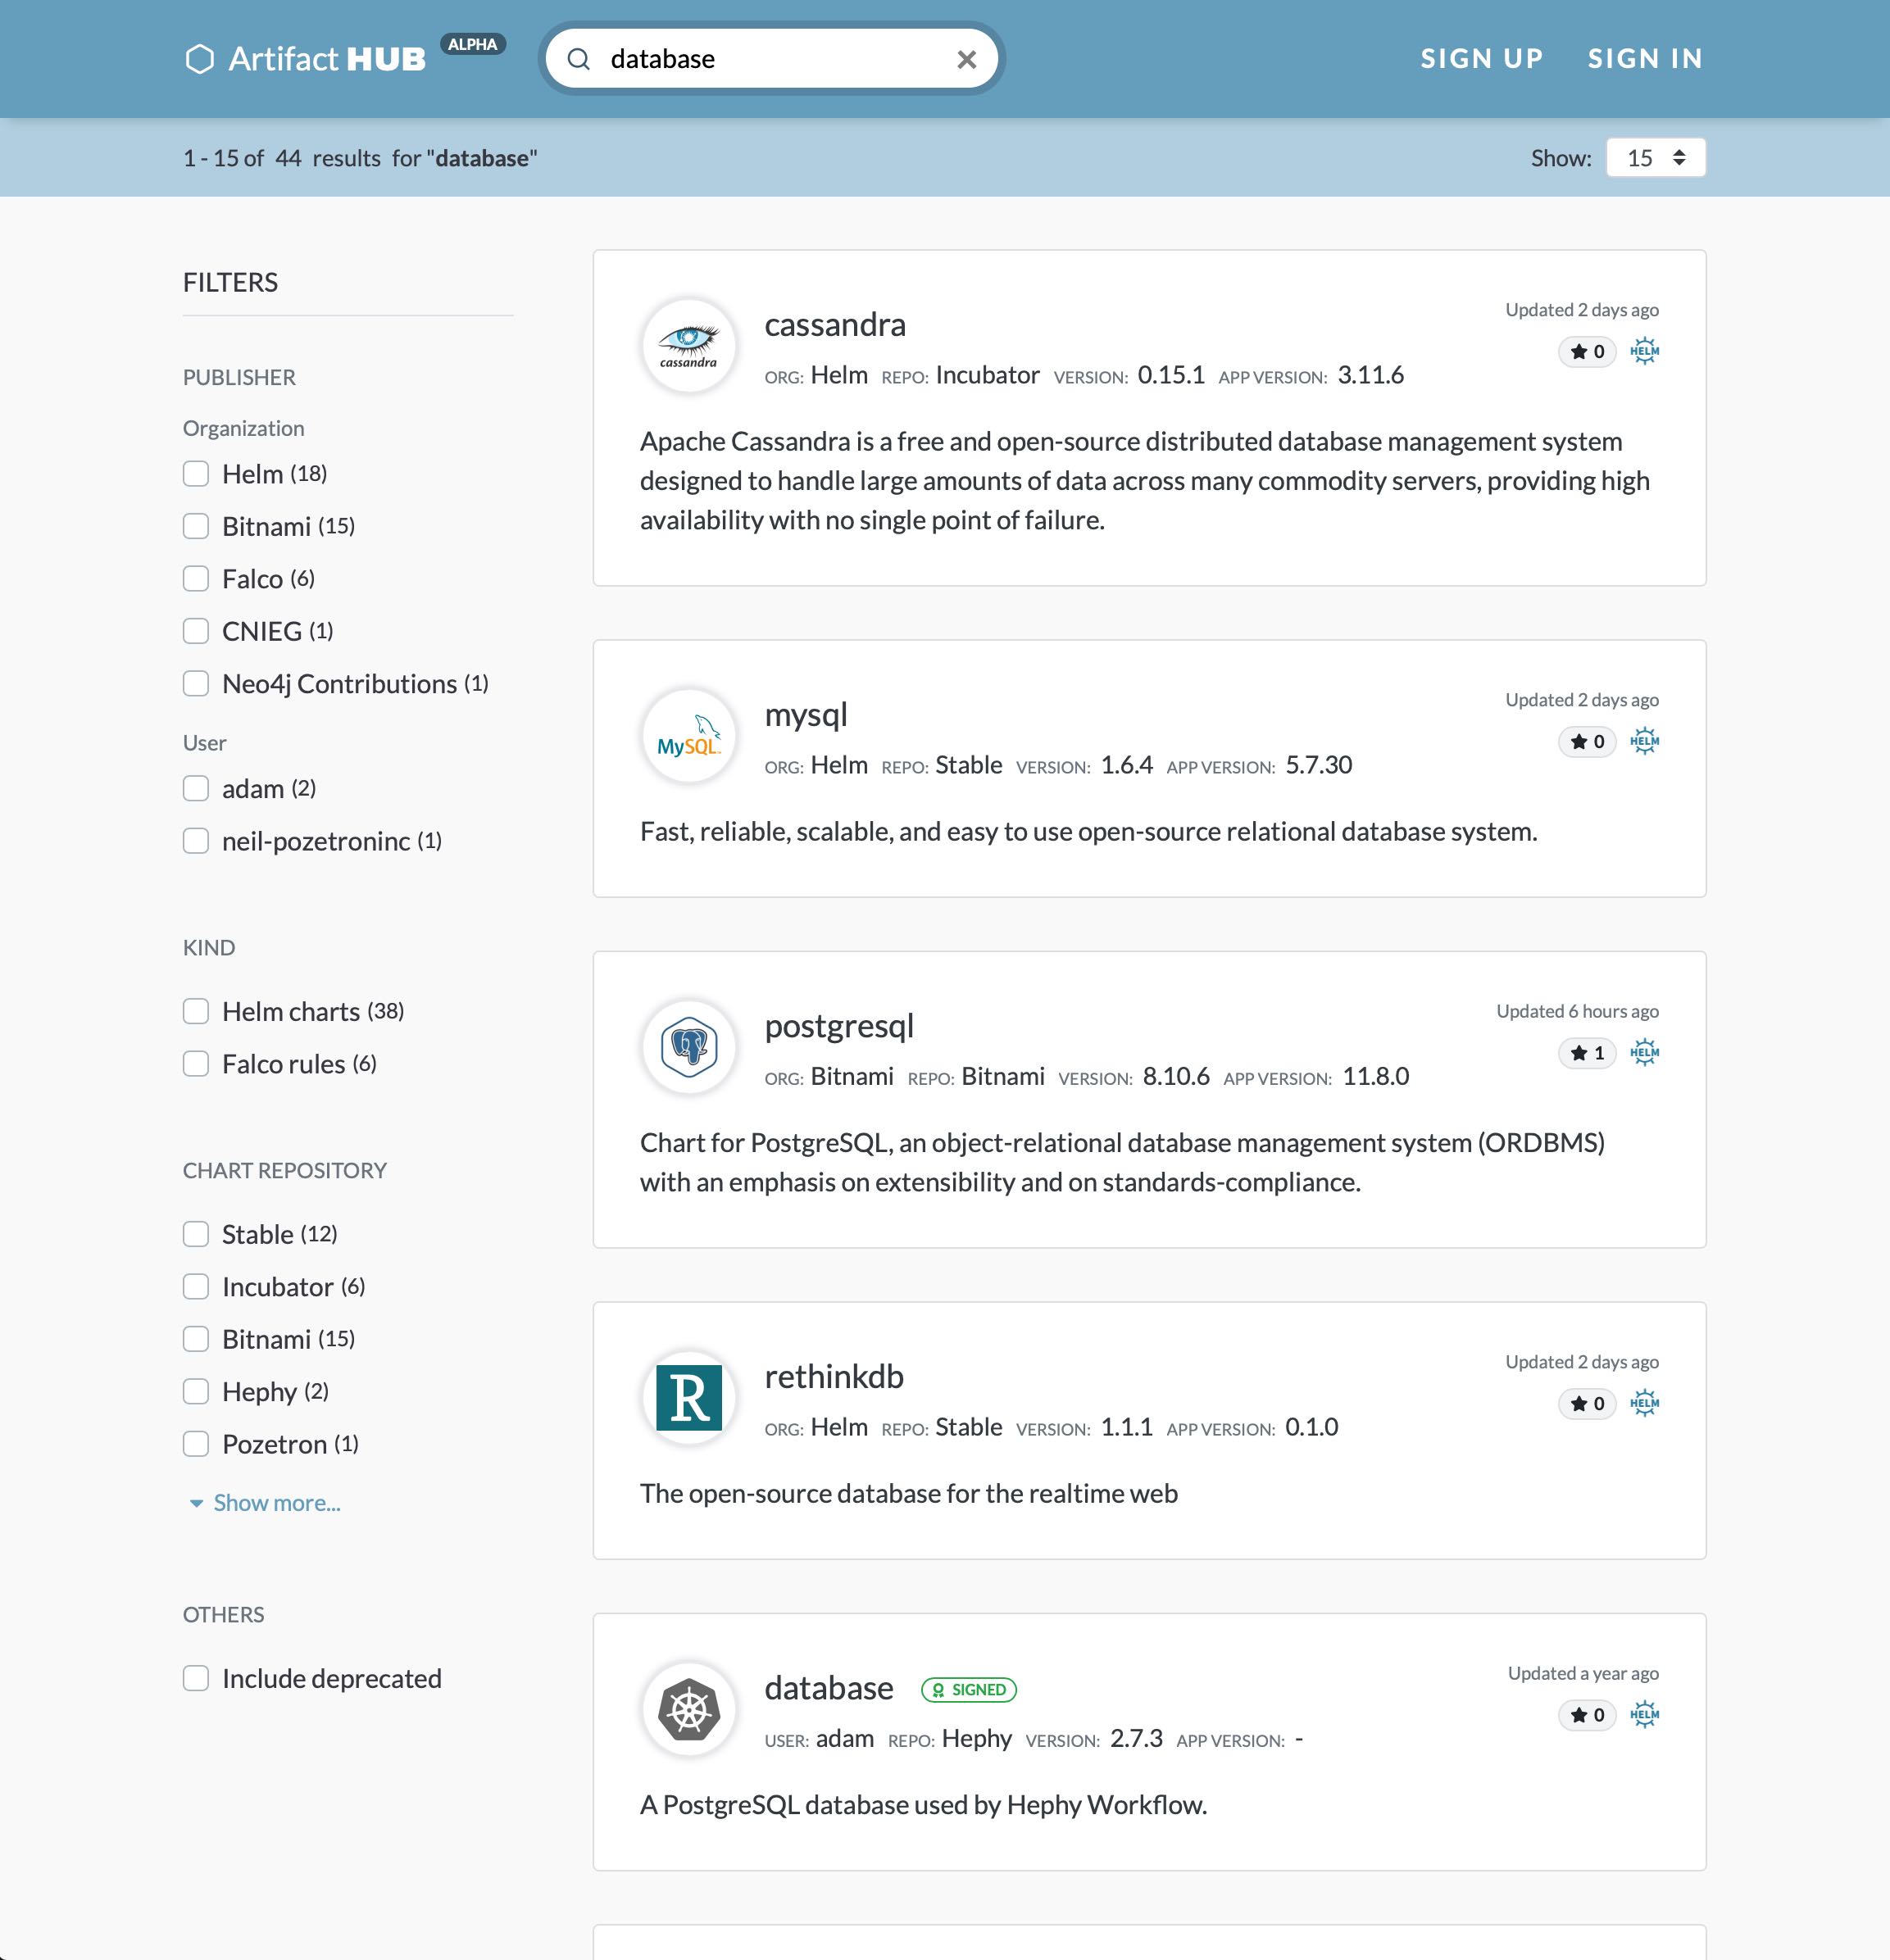 Artifact HUB ALPHA
database
SIGN UP SIGN IN
1 - 15 of 44 results for "database"
Show: 15
FILTERS
PUBLISHER
Organization
Helm (18)
Bitnami (15)
Falco (6)
CNIEG (1)
Neo4j Contributions (1)
User
adam (2)
neil-pozetroninc (1)
KIND
Helm charts (38)
Falco rules (6)
CHART REPOSITORY
Stable (12)
Incubator (6)
Bitnami (15)
Hephy (2)
Pozetron (1)
Show more...
OTHERS
Include deprecated
cassandra
cassandra
Updated 2 days ago
0 HELM
ORG: Helm REPO: Incubator VERSION: 0.15.1 APP VERSION: 3.11.6
Apache Cassandra is a free and open-source distributed database management system
designed to handle large amounts of data across many commodity servers, providing high
availability with no single point of failure.
MySQL
mysql
Updated 2 days ago
0 HELM
ORG: Helm REPO: Stable VERSION: 1.6.4 APP VERSION: 5.7.30
Fast, reliable, scalable, and easy to use open-source relational database system.
postgresql
Updated 6 hours ago
1 HELM
ORG: Bitnami REPO: Bitnami VERSION: 8.10.6 APP VERSION: 11.8.0
Chart for PostgreSQL, an object-relational database management system (ORDBMS)
with an emphasis on extensibility and on standards-compliance.
R
rethinkdb
Updated 2 days ago
0 HELM
ORG: Helm REPO: Stable VERSION: 1.1.1 APP VERSION: 0.1.0
The open-source database for the realtime web
database SIGNED
Updated a year ago
0 HELM
USER: adam REPO: Hephy VERSION: 2.7.3 APP VERSION: -
A PostgreSQL database used by Hephy Workflow.